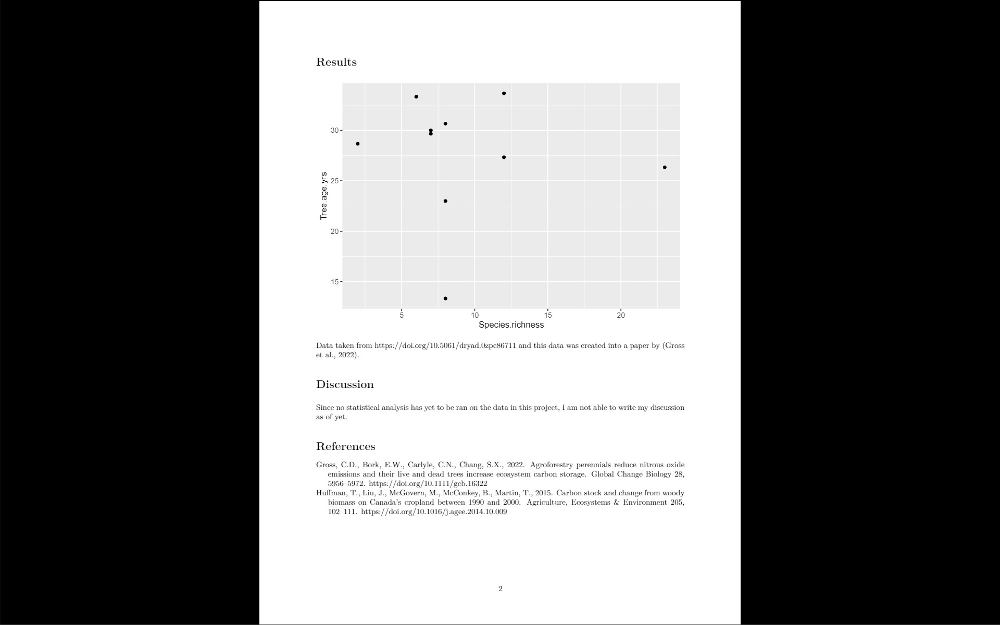 Results
30
25
20
15
Tree.age.yrs
5 10 15 20
Species.richness
Data taken from https://doi.org/10.5061/dryad.0zpc86711 and this data was created into a paper by (Gross
et al., 2022).
Discussion
Since no statistical analysis has yet to be ran on the data in this project, I am not able to write my discussion
as of yet.
References
Gross, C.D., Bork, E.W., Carlyle, C.N., Chang, S.X., 2022. Agroforestry perennials reduce nitrous oxide
emissions and their live and dead trees increase ecosystem carbon storage. Global Change Biology 28,
5956–5972. https://doi.org/10.1111/gcb.16322
Huffman, T., Liu, J., McGovern, M., McConkey, B., Martin, T., 2015. Carbon stock and change from woody
biomass on Canada's cropland between 1990 and 2000. Agriculture, Ecosystems & Environment 205,
102–111. https://doi.org/10.1016/j.agee.2014.10.009
2